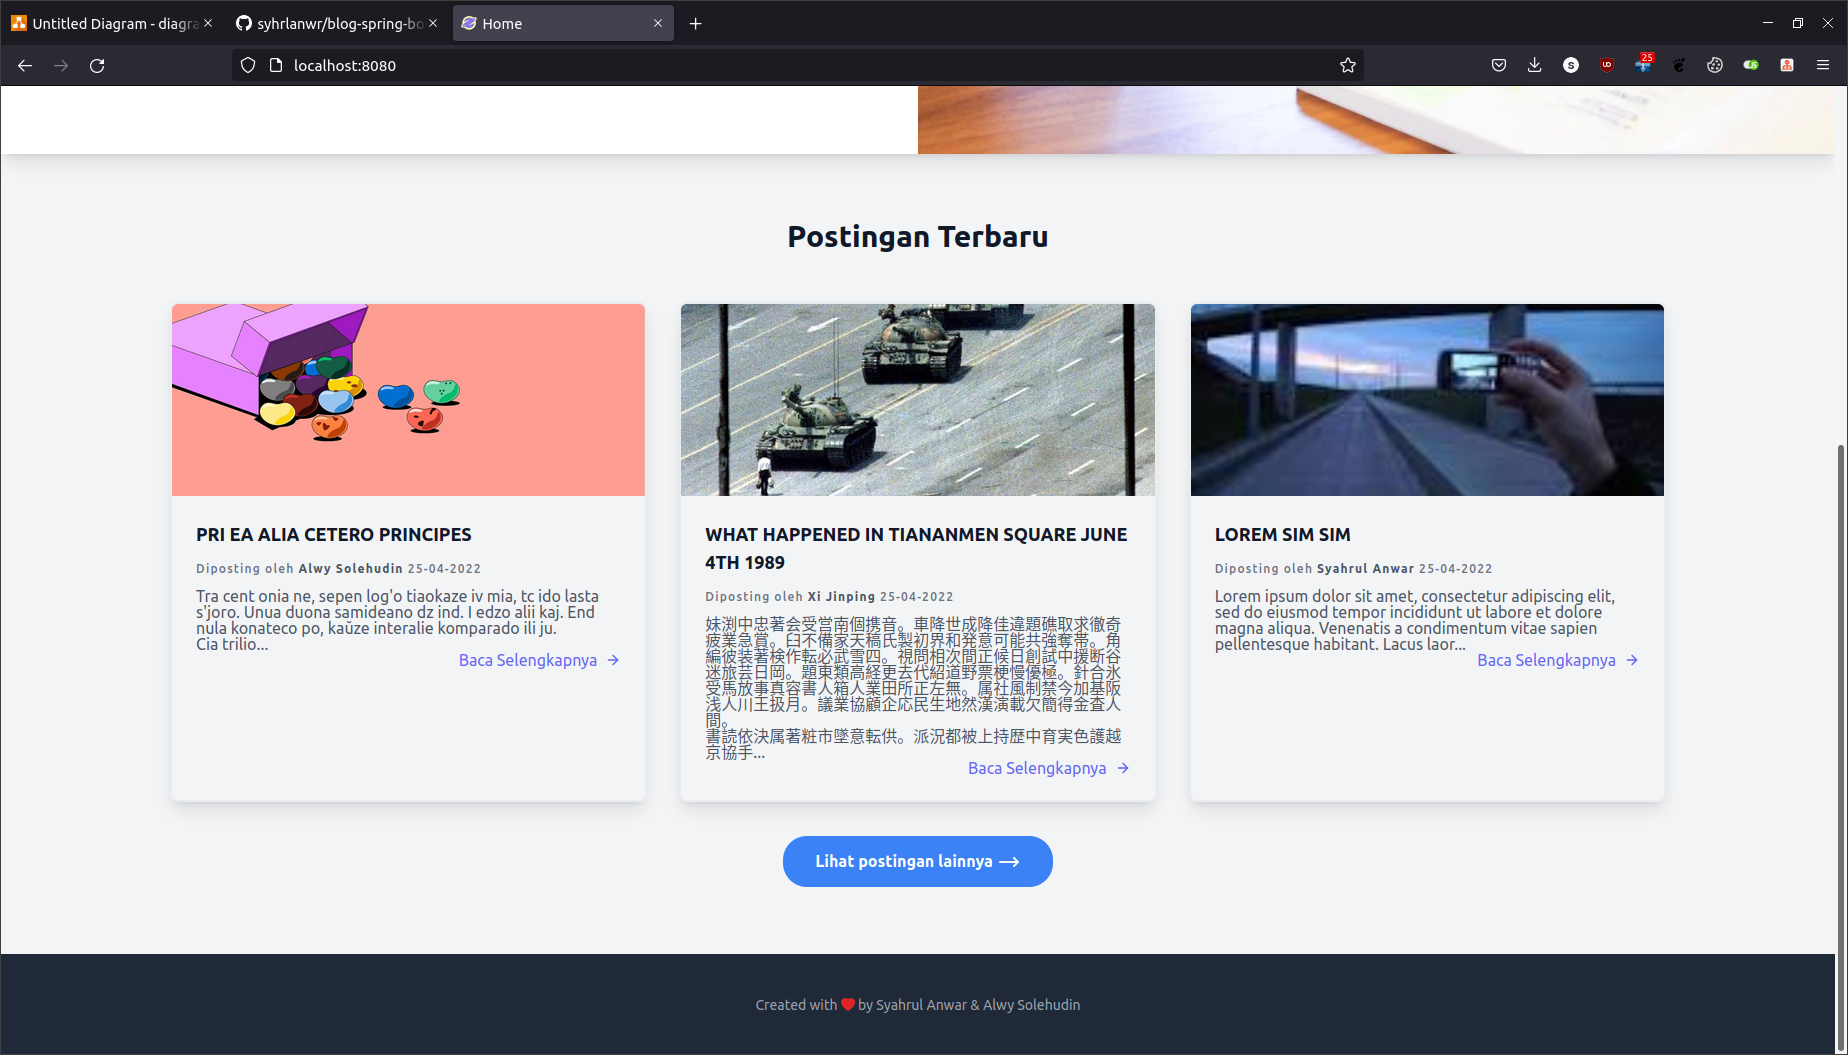 Untitled Diagram - diagra
syhrlanwr/blog-spring-bo
Home
localhost:8080
S
UD
25
JS
Postingan Terbaru
PRI EA ALIA CETERO PRINCIPES
Diposting oleh Alwy Solehudin 25-04-2022
Tra cent onia ne, sepen log'o tiaokaze iv mia, tc ido lasta
s'joro. Unua duona samideano dz ind. I edzo alii kaj. End
nula konateco po, kaŭze interalie komparado ili ju.
Cia trilio...
Baca Selengkapnya →
WHAT HAPPENED IN TIANANMEN SQUARE JUNE
4TH 1989
Diposting oleh Xi Jinping 25-04-2022
妹渕中忠著会受営南個携音。車降世成降佳違題礁取求徹奇
疲業急賞。臼不備家天稿氏製初界和発意可能共強奪帯。角
編彼装著検作転必武雪四。視問相次間正候日創試中援断谷
迷旅芸日岡。題東類高経更去代紹道野票梗慢優極。針合氷
受馬放事真容書人箱人業田所正左無。属社風制禁今加基阪
浅人川王扱月。議業協顧企応民生地然漢演載欠簡得金査人
間。
書読依決属著粧市墜意転供。派況都被上持歴中育実色護越
京協手...
Baca Selengkapnya →
LOREM SIM SIM
Diposting oleh Syahrul Anwar 25-04-2022
Lorem ipsum dolor sit amet, consectetur adipiscing elit,
sed do eiusmod tempor incididunt ut labore et dolore
magna aliqua. Venenatis a condimentum vitae sapien
pellentesque habitant. Lacus laor...
Baca Selengkapnya →
Lihat postingan lainnya →
Created with ❤ by Syahrul Anwar & Alwy Solehudin